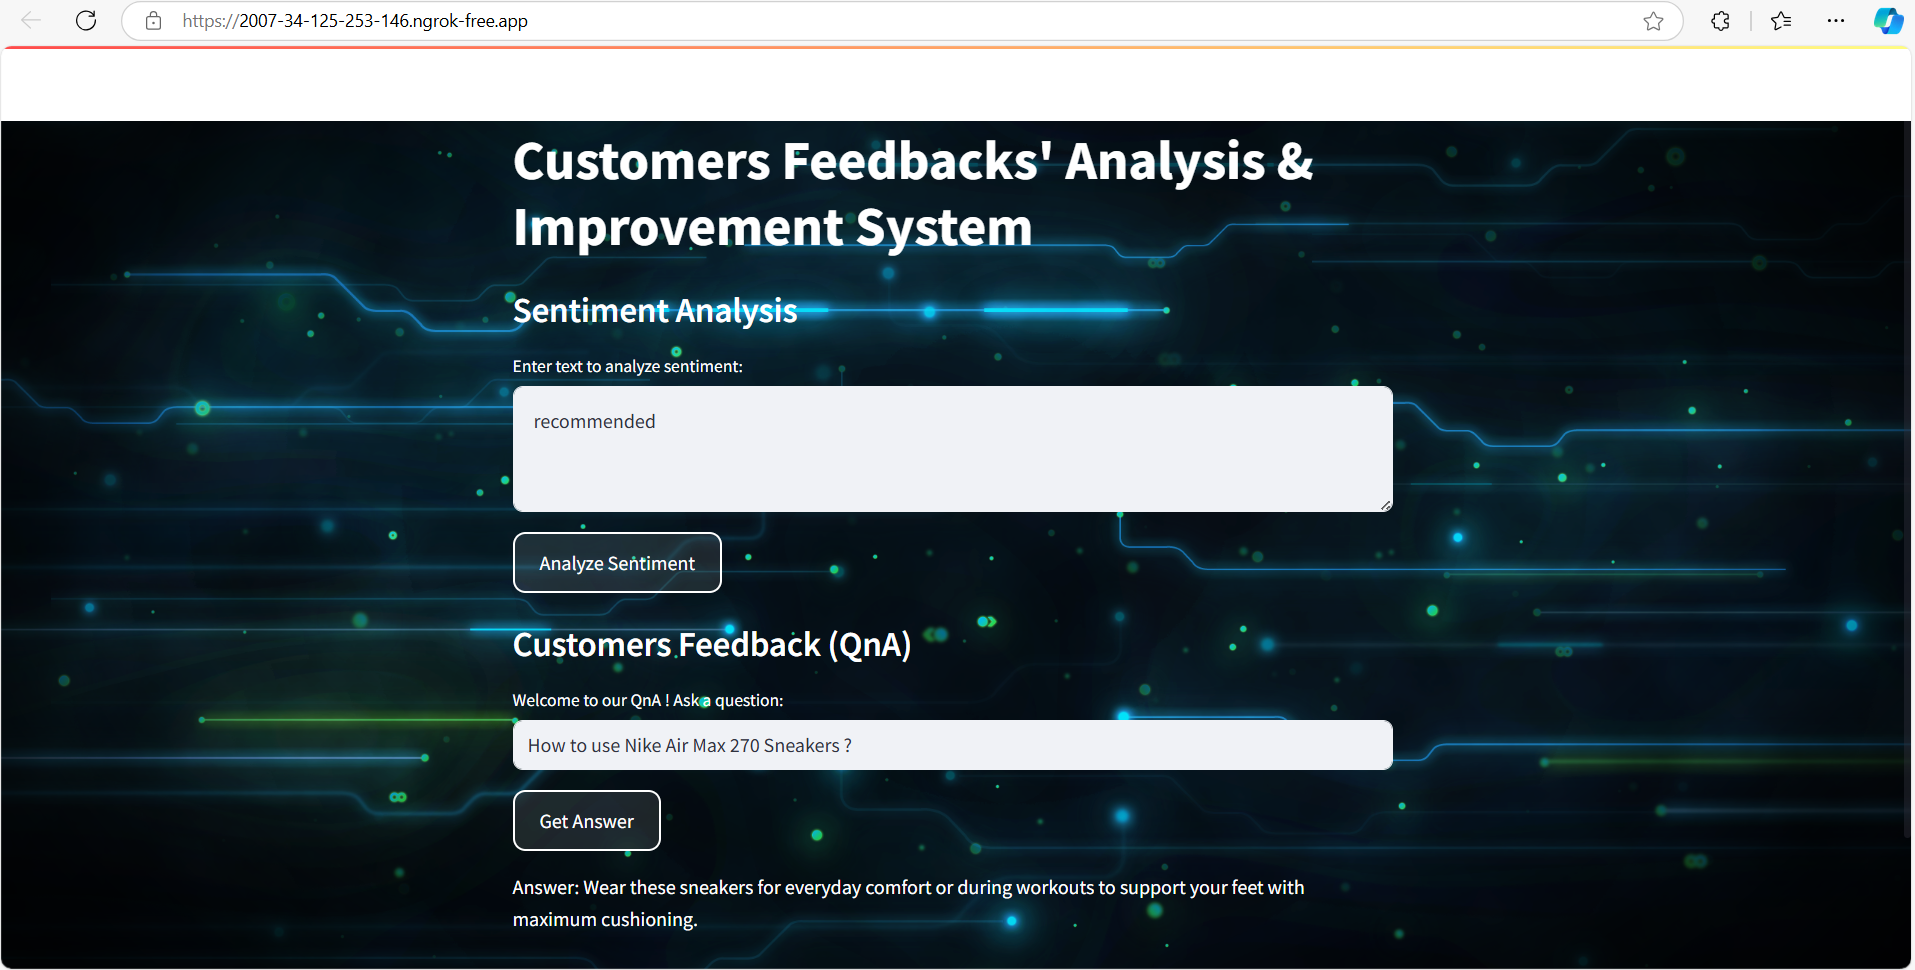 https://2007-34-125-253-146.ngrok-free.app
Customers Feedbacks' Analysis &
Improvement System
Sentiment Analysis
Enter text to analyze sentiment:
recommended
Analyze Sentiment
Customers Feedback (QnA)
Welcome to our QnA ! Ask a question:
How to use Nike Air Max 270 Sneakers ?
Get Answer
Answer: Wear these sneakers for everyday comfort or during workouts to support your feet with
maximum cushioning.